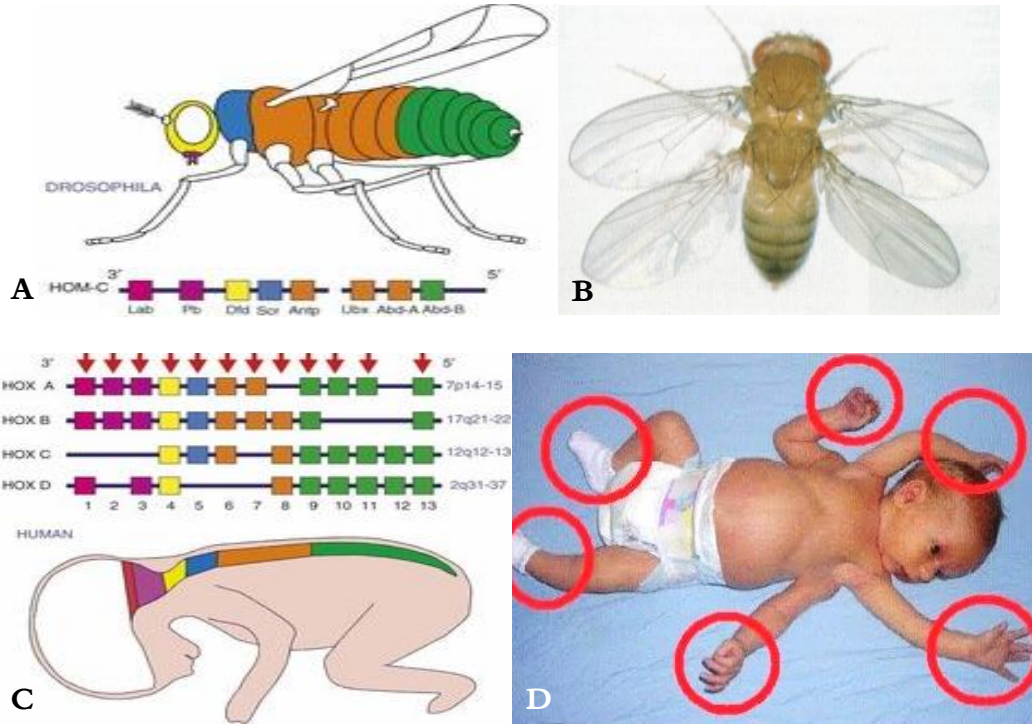 DROSOPHILA
A
3'
5'
HOM-C
Lab Pb Dfd Scr Antp Ubx Abd-A Abd-B
B
3'
5'
HOX A 7p14-15
HOX B 17q21-22
HOX C 12q12-13
HOX D 2q31-37
1 2 3 4 5 6 7 8 9 10 11 12 13
HUMAN
C
D